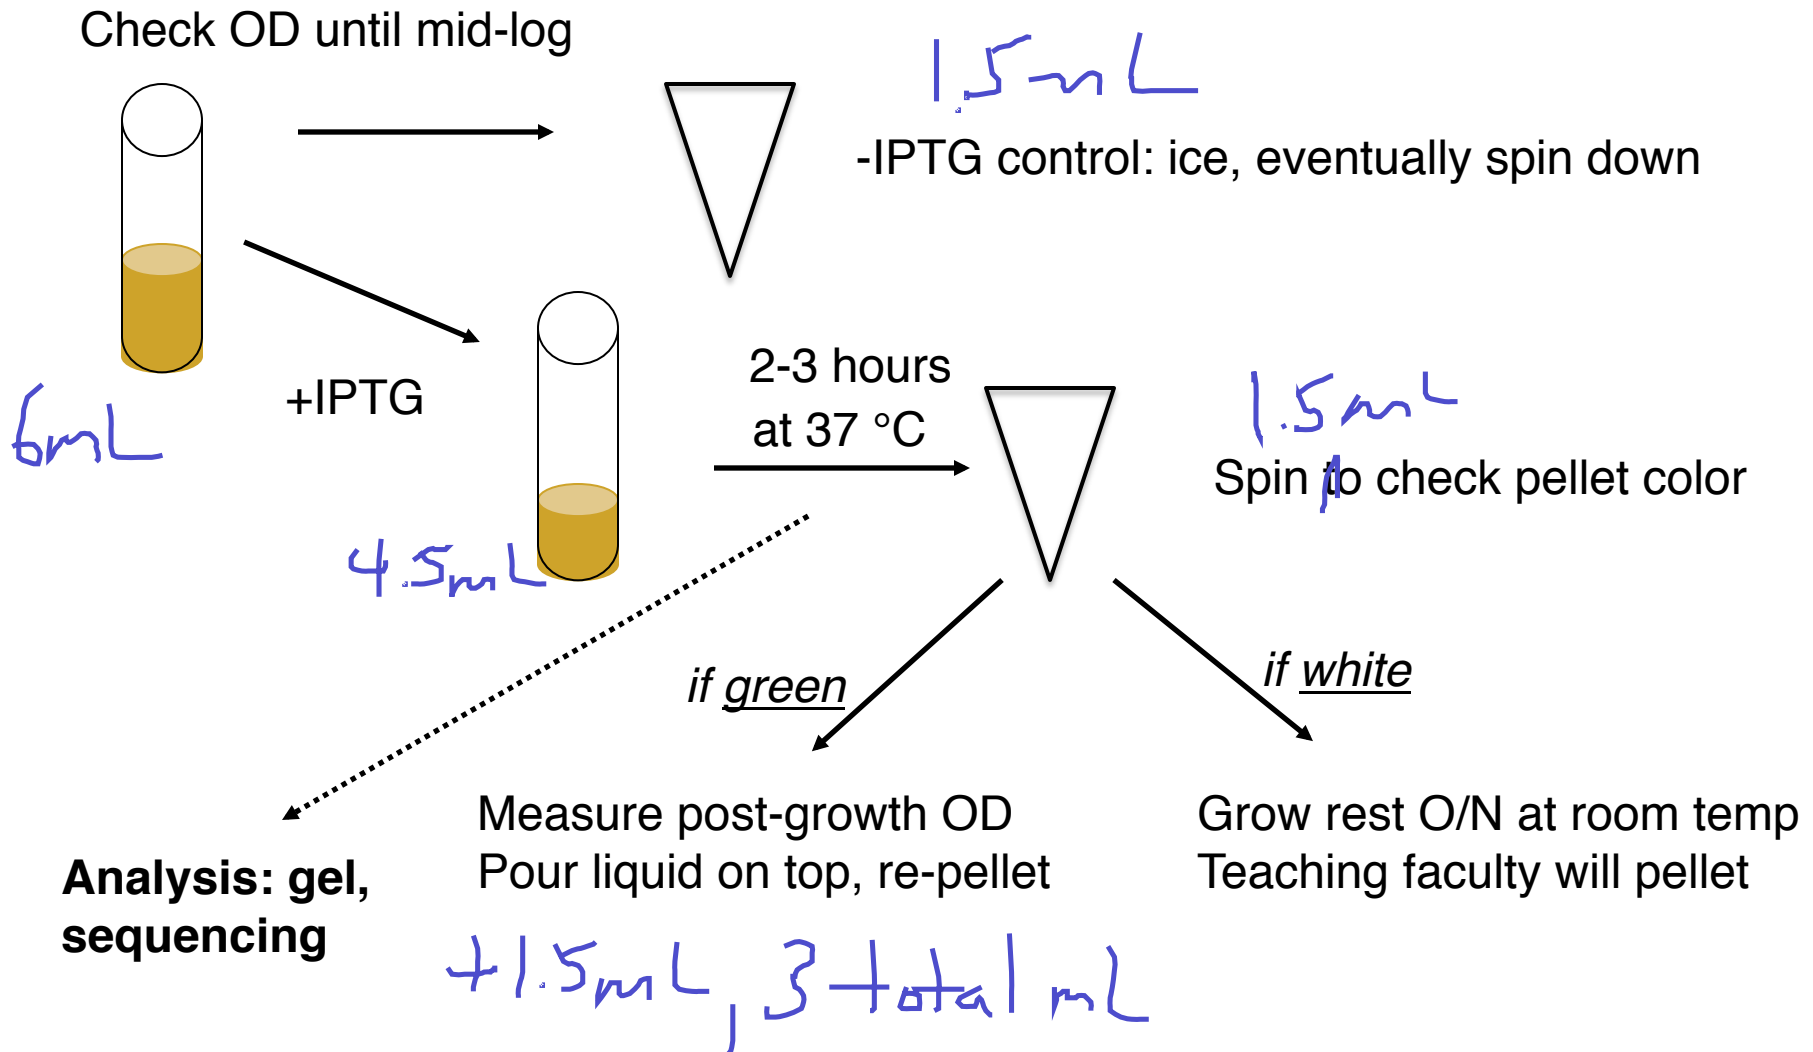 Check OD until mid-log
1.5mL
-IPTG control: ice, eventually spin down
6mL
+IPTG
4.5mL
2-3 hours
at 37 °C
1.5mL
Spin to check pellet color
if green
if white
Analysis: gel,
sequencing
Measure post-growth OD
Pour liquid on top, re-pellet
+1.5mL, 3 total mL
Grow rest O/N at room temp
Teaching faculty will pellet